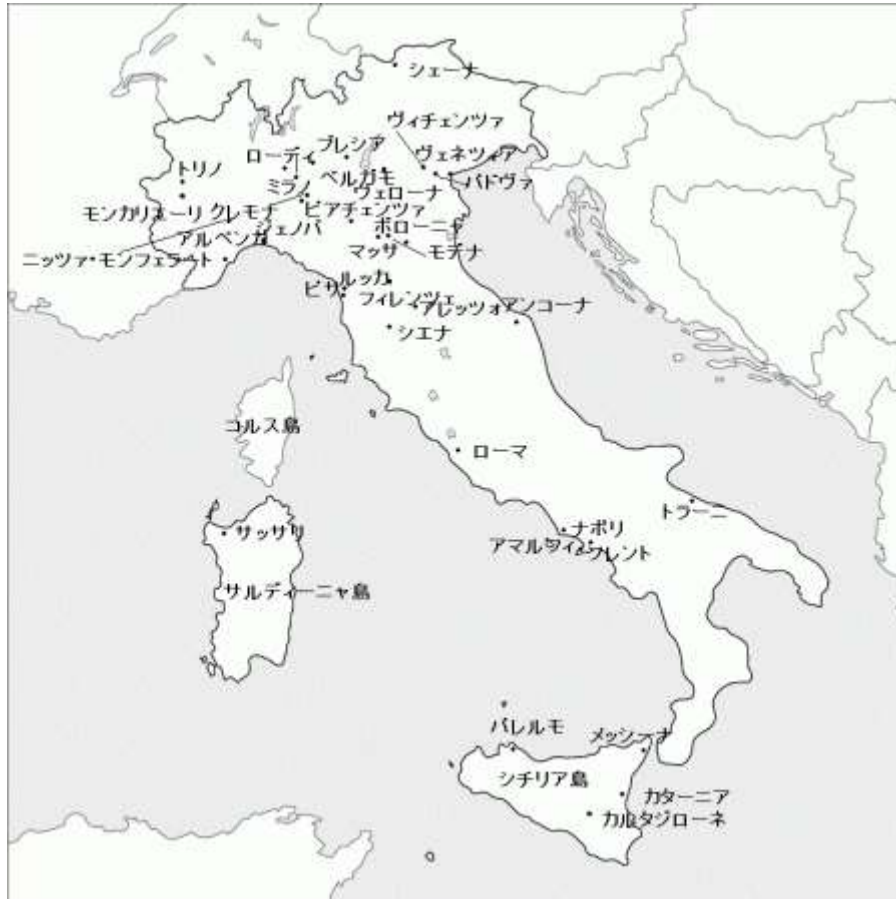 シェーナ
ヴィチェンツァ
ブレシア
ローディ
ヴェネツィア
トリノ
ミラノ
ベルガモ
パドヴァ
ヴェローナ
モンカリエーリ
クレモナ
ピアチェンツァ
ジェノバ
ボローニャ
アルベンガ
マッサ
モデナ
ニッツァ・モンフェラート
ルッカ
ピサ
フィレンツェ
アレッツォ
アンコーナ
シエナ
コルス島
ローマ
トラーニ
サッサリ
ナポリ
アマルフィ
サルディーニャ島
パレルモ
メッシーナ
シチリア島
カターニア
カルタジローネ